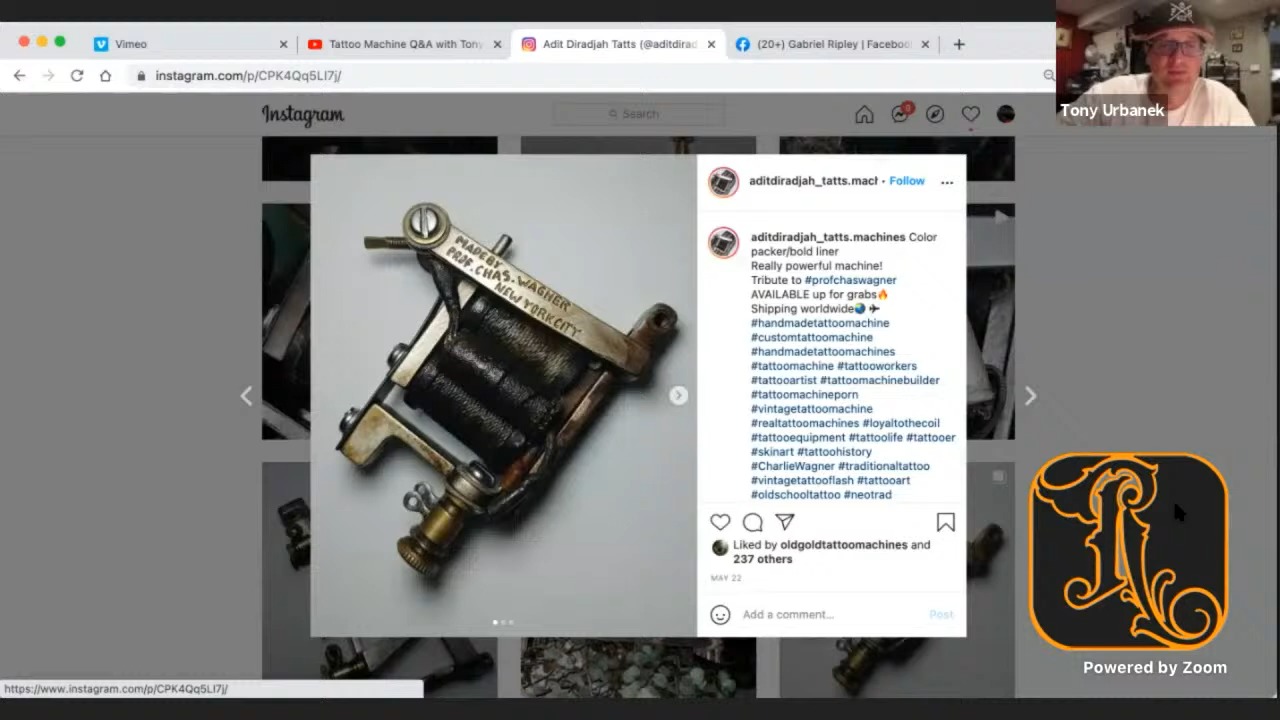 Vimeo
Tattoo Machine Q&A with Tony
Adit Diradjah Tatts (@aditdirad
(20+) Gabriel Ripley | Facebook
instagram.com/p/CPK4Qq5LI7j/
Tony Urbanek
Instagram
Search
MADE BY
PROF. CHAS. WAGNER
NEW YORK CITY
aditdiradjah_tatts.macl • Follow
aditdiradjah_tatts.machines Color
packer/bold liner
Really powerful machine!
Tribute to #profchaswagner
AVAILABLE up for grabs🔥
Shipping worldwide🌏✈
#handmadetattoomachine
#customtattoomachine
#handmadetattoomachines
#tattoomachine #tattooworkers
#tattooartist #tattoomachinebuilder
#tattoomachineporn
#vintagetattoomachine
#realtattoomachines #loyaltothecoil
#tattooequipment #tattoolife #tattooer
#skinart #tattoohistory
#CharlieWagner #traditionaltattoo
#vintagetattooflash #tattooart
#oldschooltattoo #neotrad
Liked by oldgoldtattoomachines and
237 others
MAY 22
Add a comment...
Post
Powered by Zoom
https://www.instagram.com/p/CPK4Qq5LI7j/